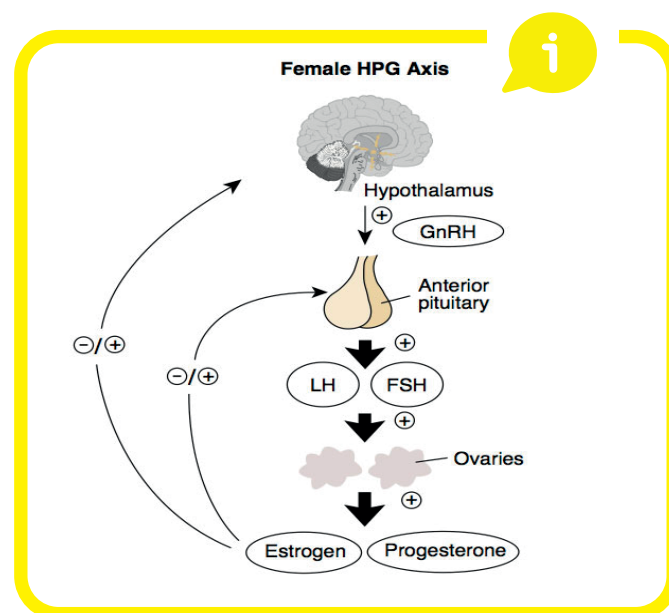 i
Female HPG Axis
Hypothalamus
⊕
GnRH
Anterior
pituitary
⊕
⊖/⊕
⊖/⊕
LH
FSH
⊕
Ovaries
⊕
Estrogen
Progesterone